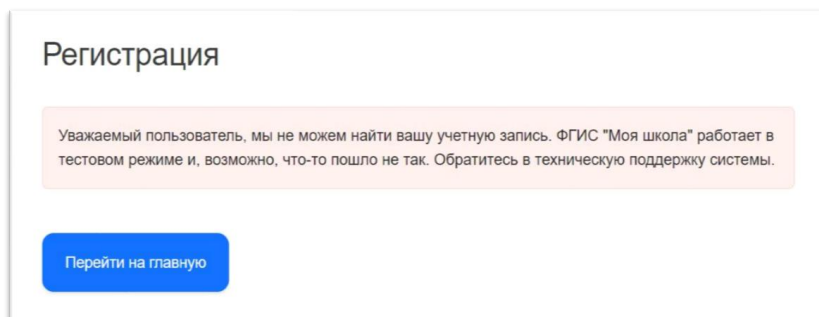 Регистрация
Уважаемый пользователь, мы не можем найти вашу учетную запись. ФГИС "Моя школа" работает в
тестовом режиме и, возможно, что-то пошло не так. Обратитесь в техническую поддержку системы.
Перейти на главную